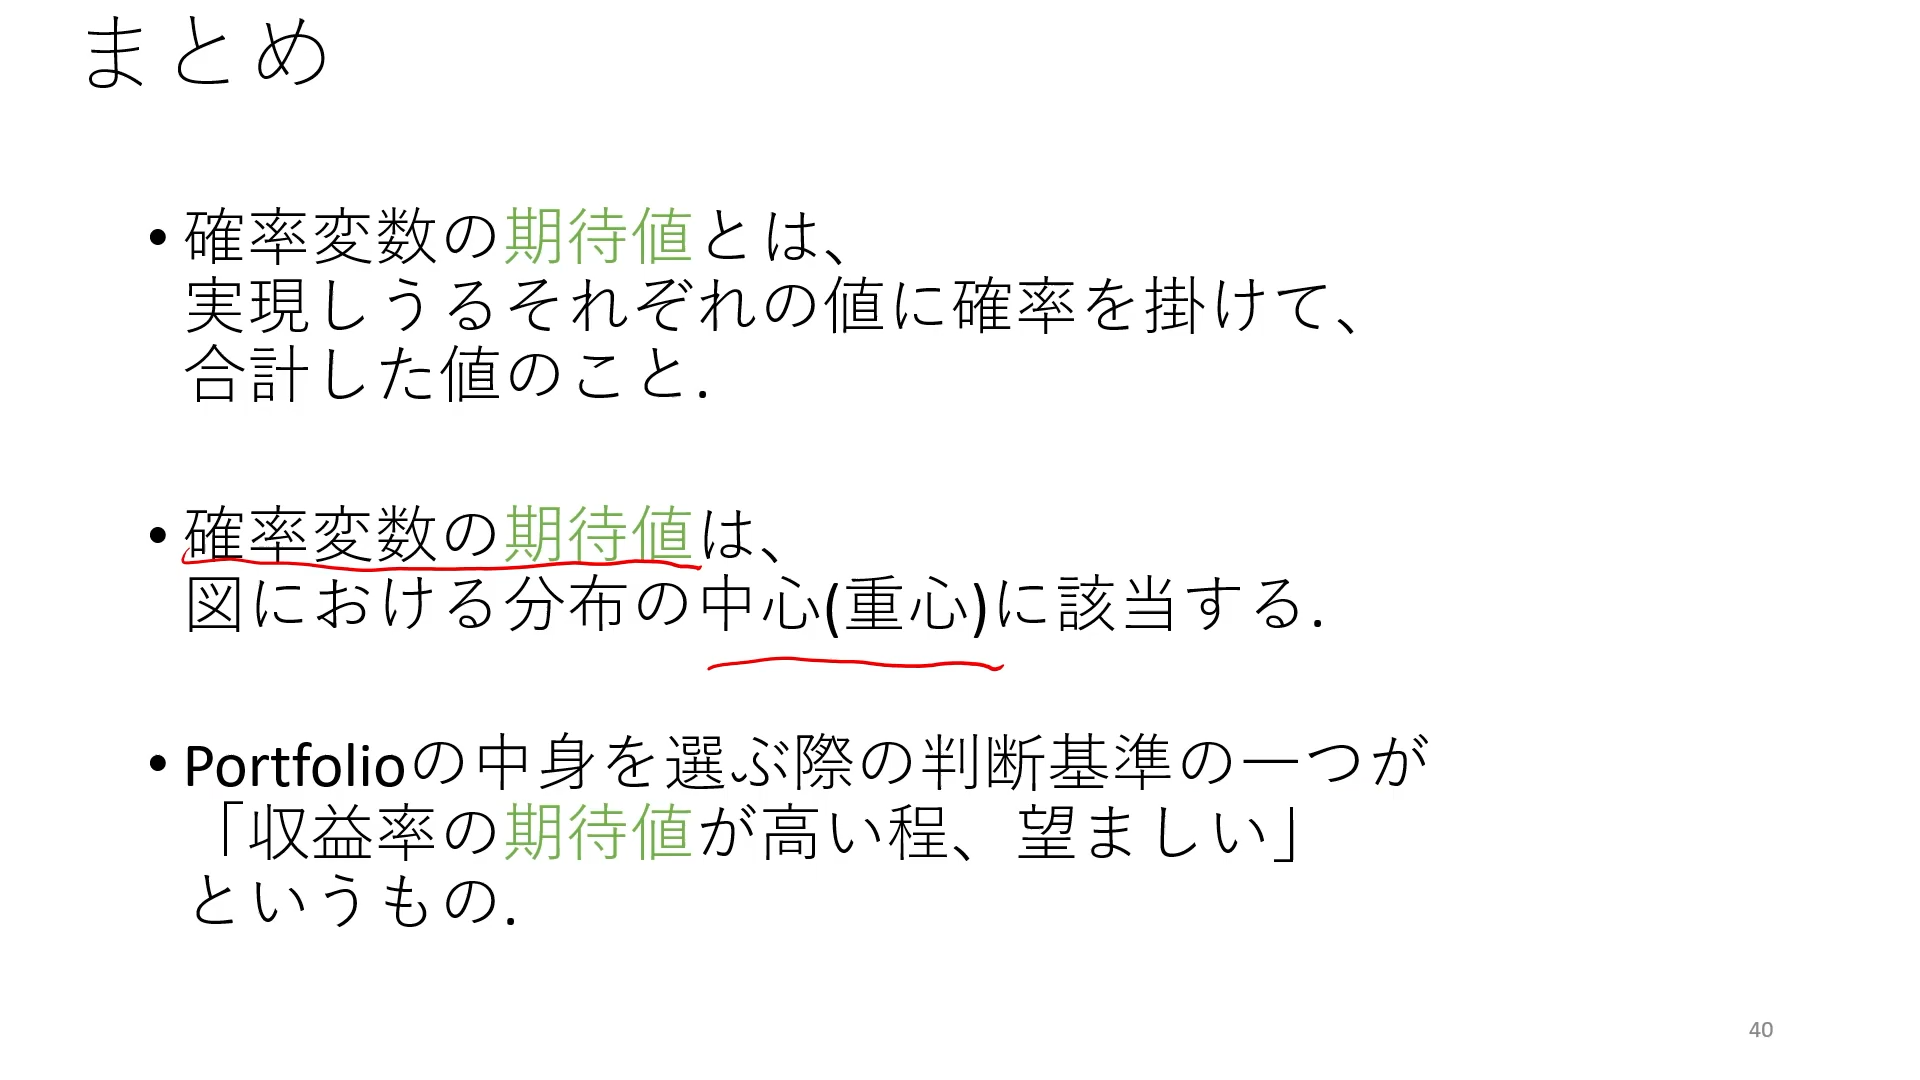 まとめ
• 確率変数の期待値とは、
実現しうるそれぞれの値に確率を掛けて、
合計した値のこと.
• 確率変数の期待値は、
図における分布の中心(重心)に該当する.
• Portfolioの中身を選ぶ際の判断基準の一つが
「収益率の期待値が高い程、望ましい」
というもの.
40